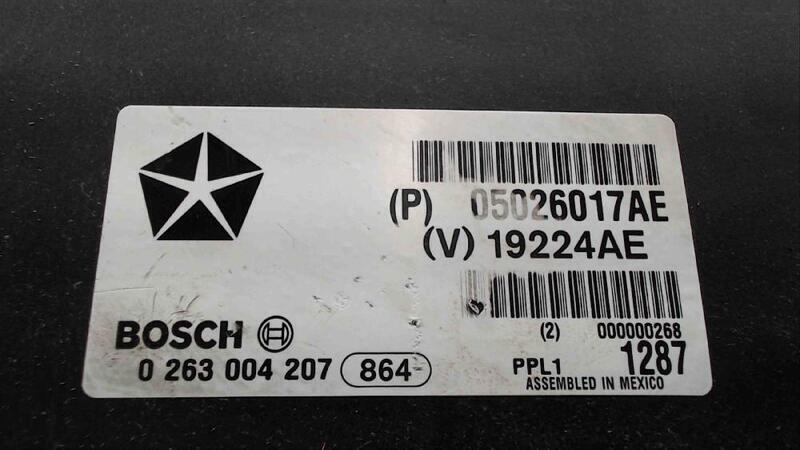 (P) 05026017AE
(V) 19224AE
BOSCH
0 263 004 207 864
(2) 000000268
PPL1 1287
ASSEMBLED IN MEXICO